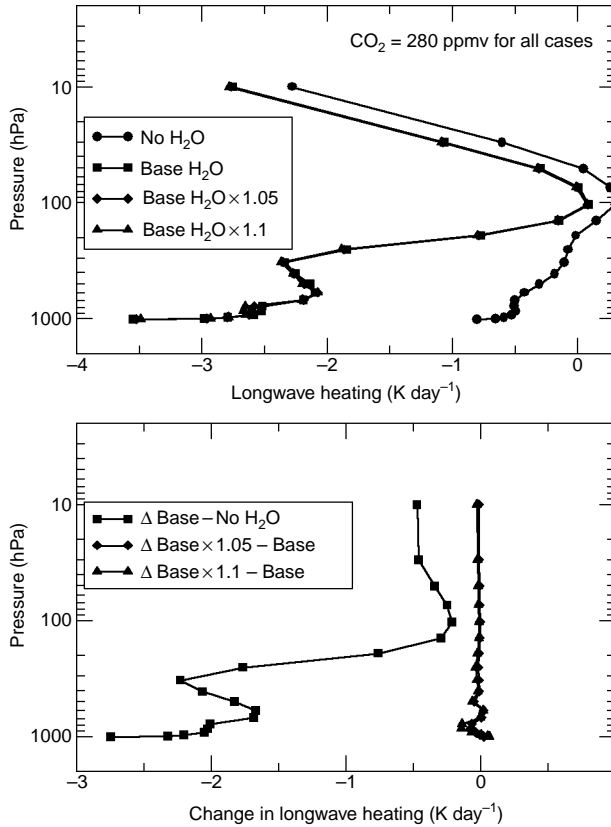 CO₂ = 280 ppmv for all cases
10
100
1000
Pressure (hPa)
No H₂O
Base H₂O
Base H₂O×1.05
Base H₂O×1.1
−4 −3 −2 −1 0
Longwave heating (K day⁻¹)
10
100
1000
Pressure (hPa)
Δ Base – No H₂O
Δ Base×1.05 – Base
Δ Base×1.1 – Base
−3 −2 −1 0
Change in longwave heating (K day⁻¹)